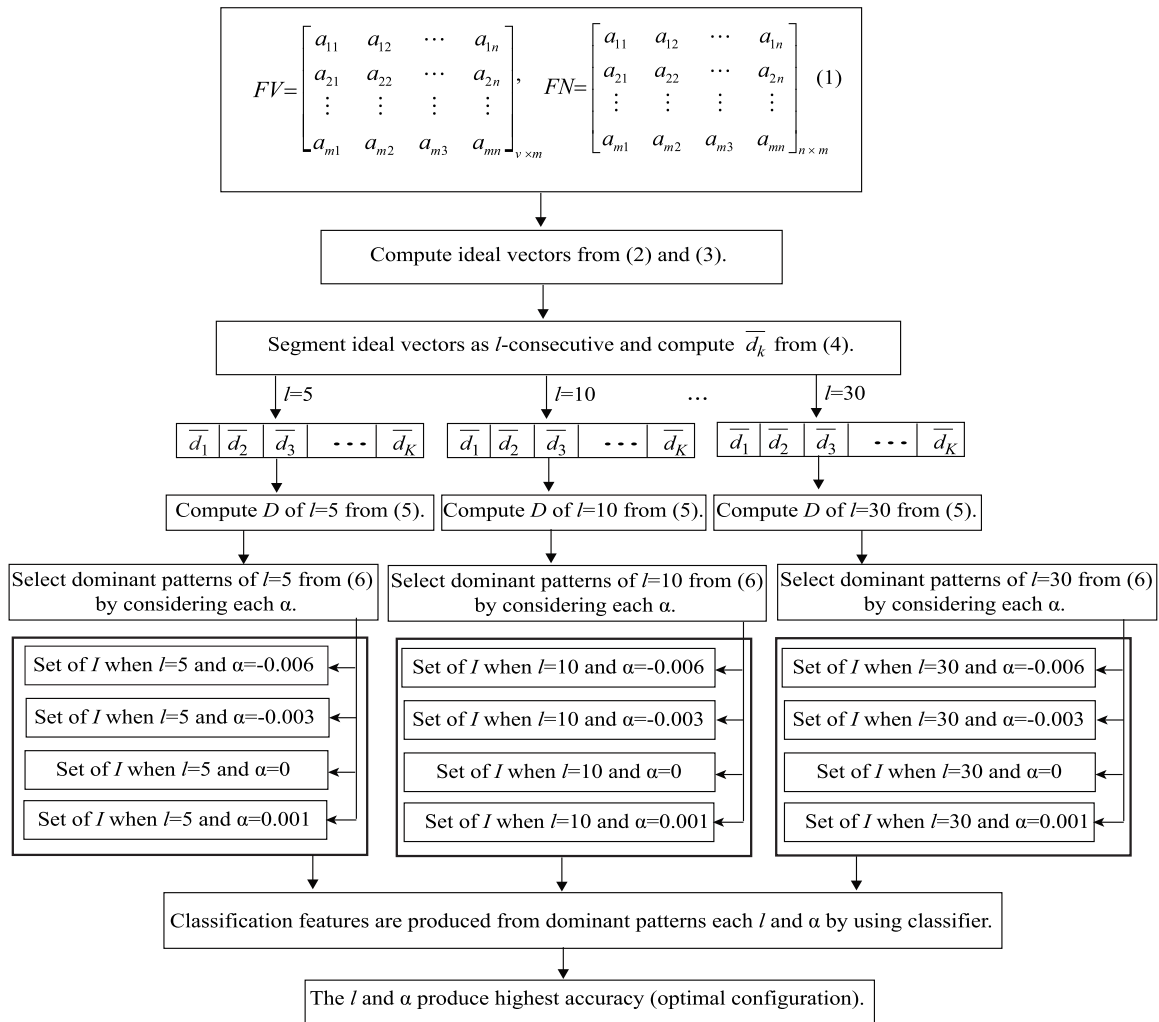 FV= [ a11 a12 ⋯ a1n
a21 a22 ⋯ a2n
⋮ ⋮ ⋮ ⋮
am1 am2 am3 amn ] v×m ,
FN= [ a11 a12 ⋯ a1n
a21 a22 ⋯ a2n
⋮ ⋮ ⋮ ⋮
am1 am2 am3 amn ] n×m
(1)
Compute ideal vectors from (2) and (3).
Segment ideal vectors as l-consecutive and compute d̅k from (4).
l=5
l=10
...
l=30
d̅1 d̅2 d̅3 ⋯ d̅K
d̅1 d̅2 d̅3 ⋯ d̅K
d̅1 d̅2 d̅3 ⋯ d̅K
Compute D of l=5 from (5).
Compute D of l=10 from (5).
Compute D of l=30 from (5).
Select dominant patterns of l=5 from (6)
by considering each α.
Select dominant patterns of l=10 from (6)
by considering each α.
Select dominant patterns of l=30 from (6)
by considering each α.
Set of I when l=5 and α=-0.006
Set of I when l=5 and α=-0.003
Set of I when l=5 and α=0
Set of I when l=5 and α=0.001
Set of I when l=10 and α=-0.006
Set of I when l=10 and α=-0.003
Set of I when l=10 and α=0
Set of I when l=10 and α=0.001
Set of I when l=30 and α=-0.006
Set of I when l=30 and α=-0.003
Set of I when l=30 and α=0
Set of I when l=30 and α=0.001
Classification features are produced from dominant patterns each l and α by using classifier.
The l and α produce highest accuracy (optimal configuration).